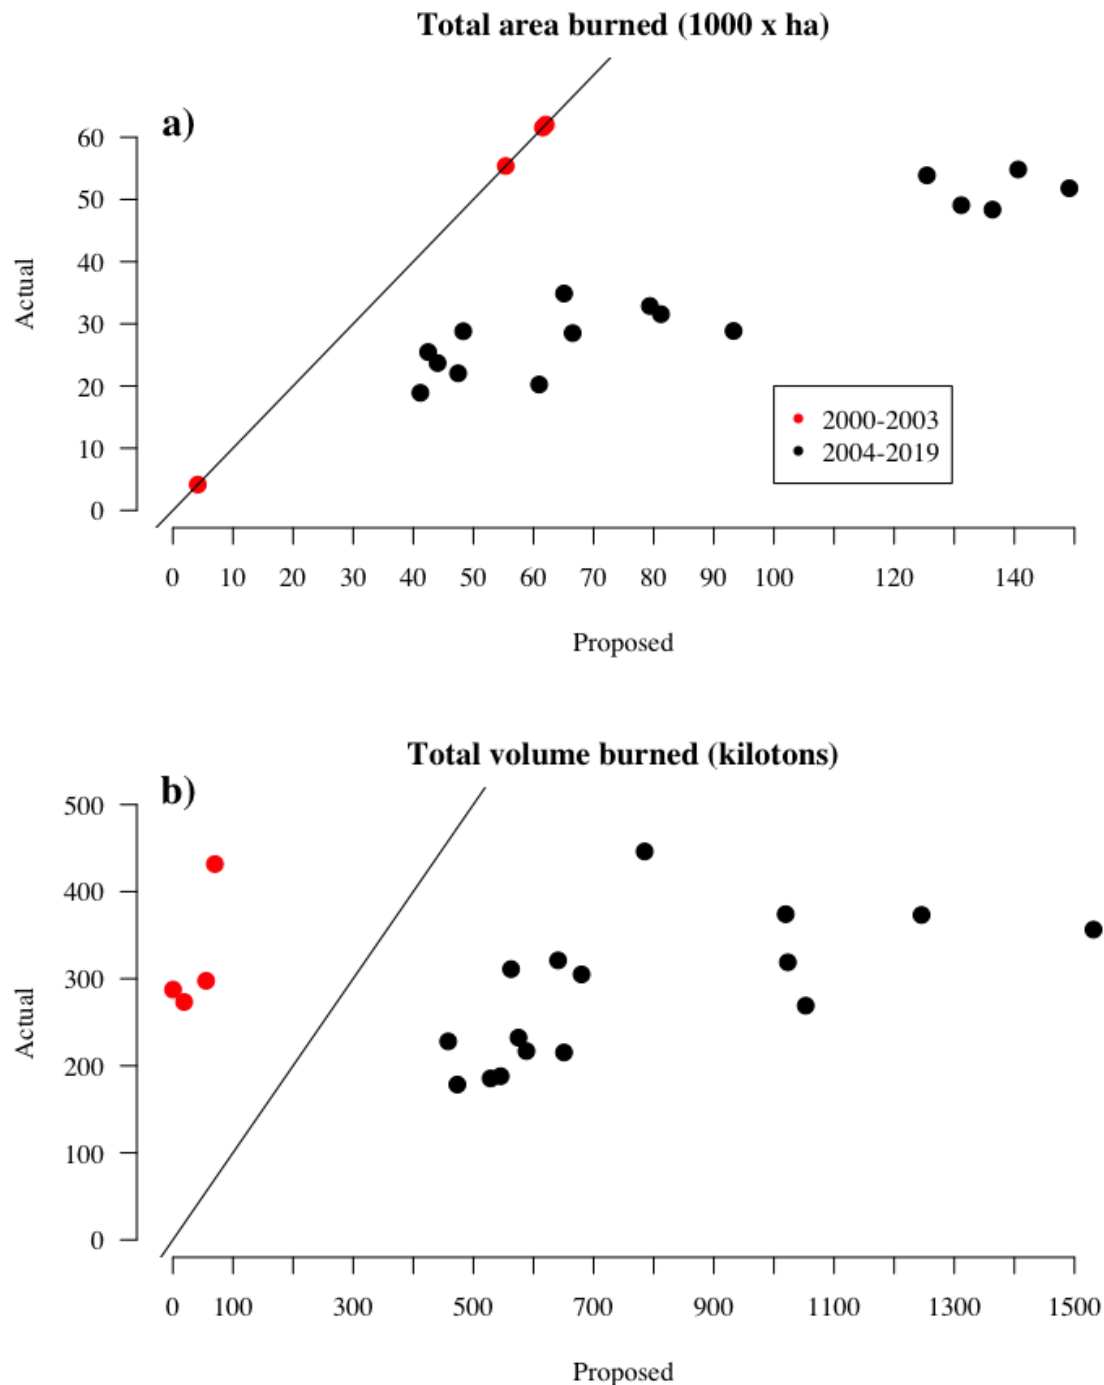 Total area burned (1000 x ha)
a)
60
50
40
30
20
10
0
Actual
2000-2003
2004-2019
0 10 20 30 40 50 60 70 80 90 100 120 140
Proposed
Total volume burned (kilotons)
b)
500
400
300
200
100
0
Actual
0 100 300 500 700 900 1100 1300 1500
Proposed